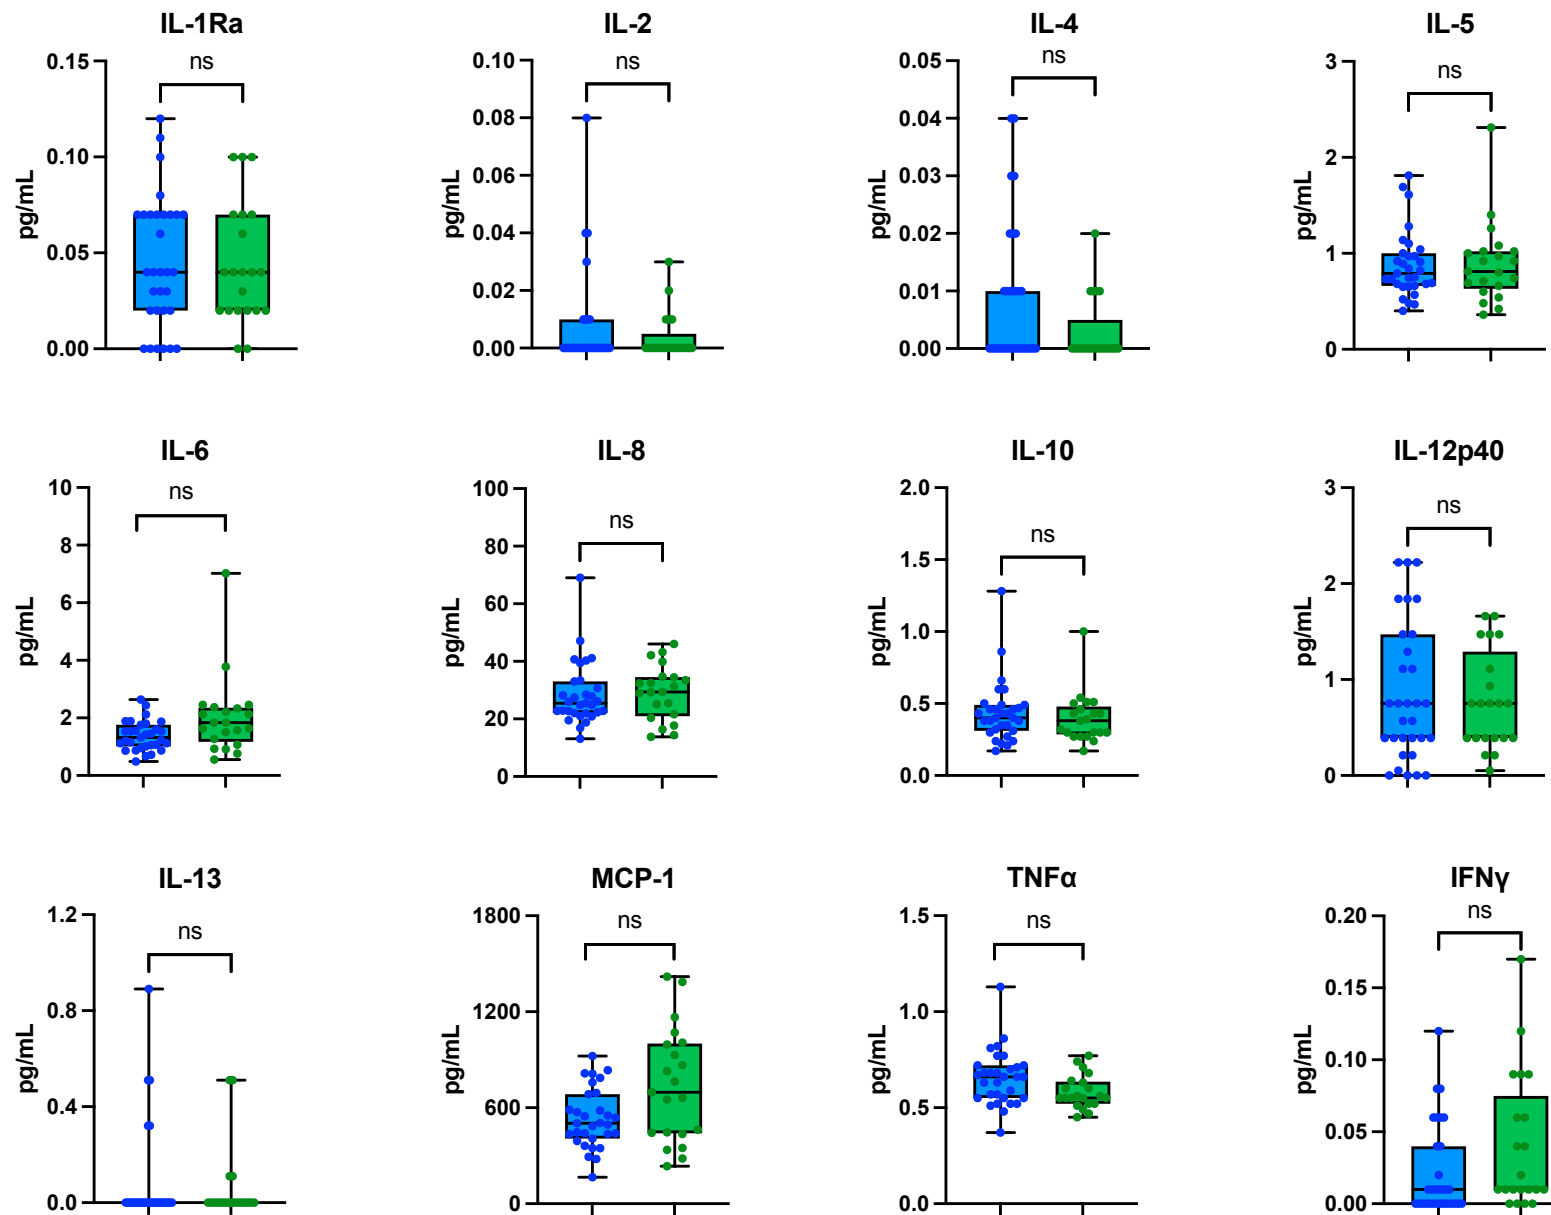 IL-1Ra
ns
0.15
0.10
0.05
0.00
pg/mL
IL-2
ns
0.10
0.08
0.06
0.04
0.02
0.00
pg/mL
IL-4
ns
0.05
0.04
0.03
0.02
0.01
0.00
pg/mL
IL-5
ns
3
2
1
0
pg/mL
IL-6
ns
10
8
6
4
2
0
pg/mL
IL-8
ns
100
80
60
40
20
0
pg/mL
IL-10
ns
2.0
1.5
1.0
0.5
0.0
pg/mL
IL-12p40
ns
3
2
1
0
pg/mL
IL-13
ns
1.2
0.8
0.4
0.0
pg/mL
MCP-1
ns
1800
1200
600
0
pg/mL
TNFα
ns
1.5
1.0
0.5
0.0
pg/mL
IFNγ
ns
0.20
0.15
0.10
0.05
0.00
pg/mL